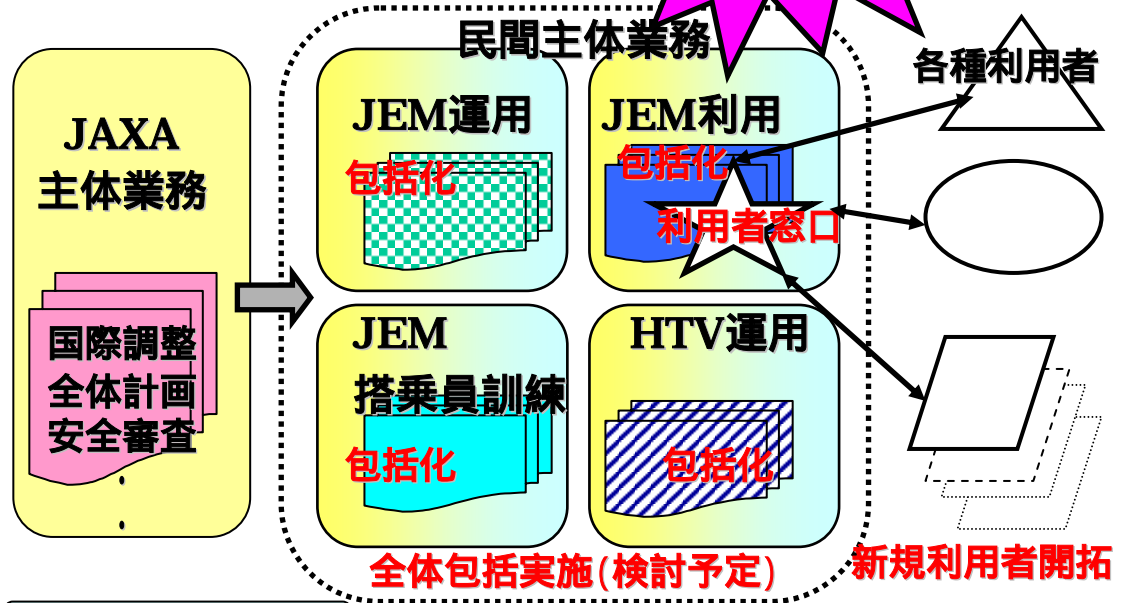 民間主体業務
各種利用者
JAXA
主体業務
国際調整
全体計画
安全審査
・
・
JEM運用
包括化
JEM利用
包括化
利用者窓口
JEM
搭乗員訓練
包括化
HTV運用
包括化
全体包括実施(検討予定)
新規利用者開拓